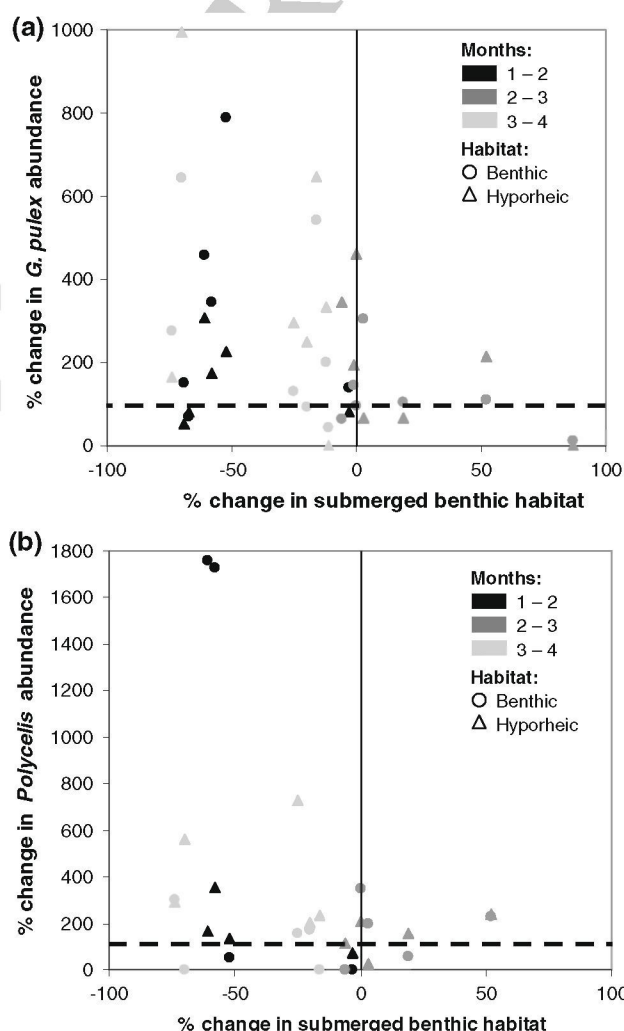 (a)
1000
800
600
400
200
0
% change in G. pulex abundance
Months:
1 – 2
2 – 3
3 – 4
Habitat:
Benthic
Hyporheic
-100 -50 0 50 100
% change in submerged benthic habitat
(b)
1800
1600
1400
1200
1000
800
600
400
200
0
% change in Polycelis abundance
Months:
1 – 2
2 – 3
3 – 4
Habitat:
Benthic
Hyporheic
-100 -50 0 50 100
% change in submerged benthic habitat